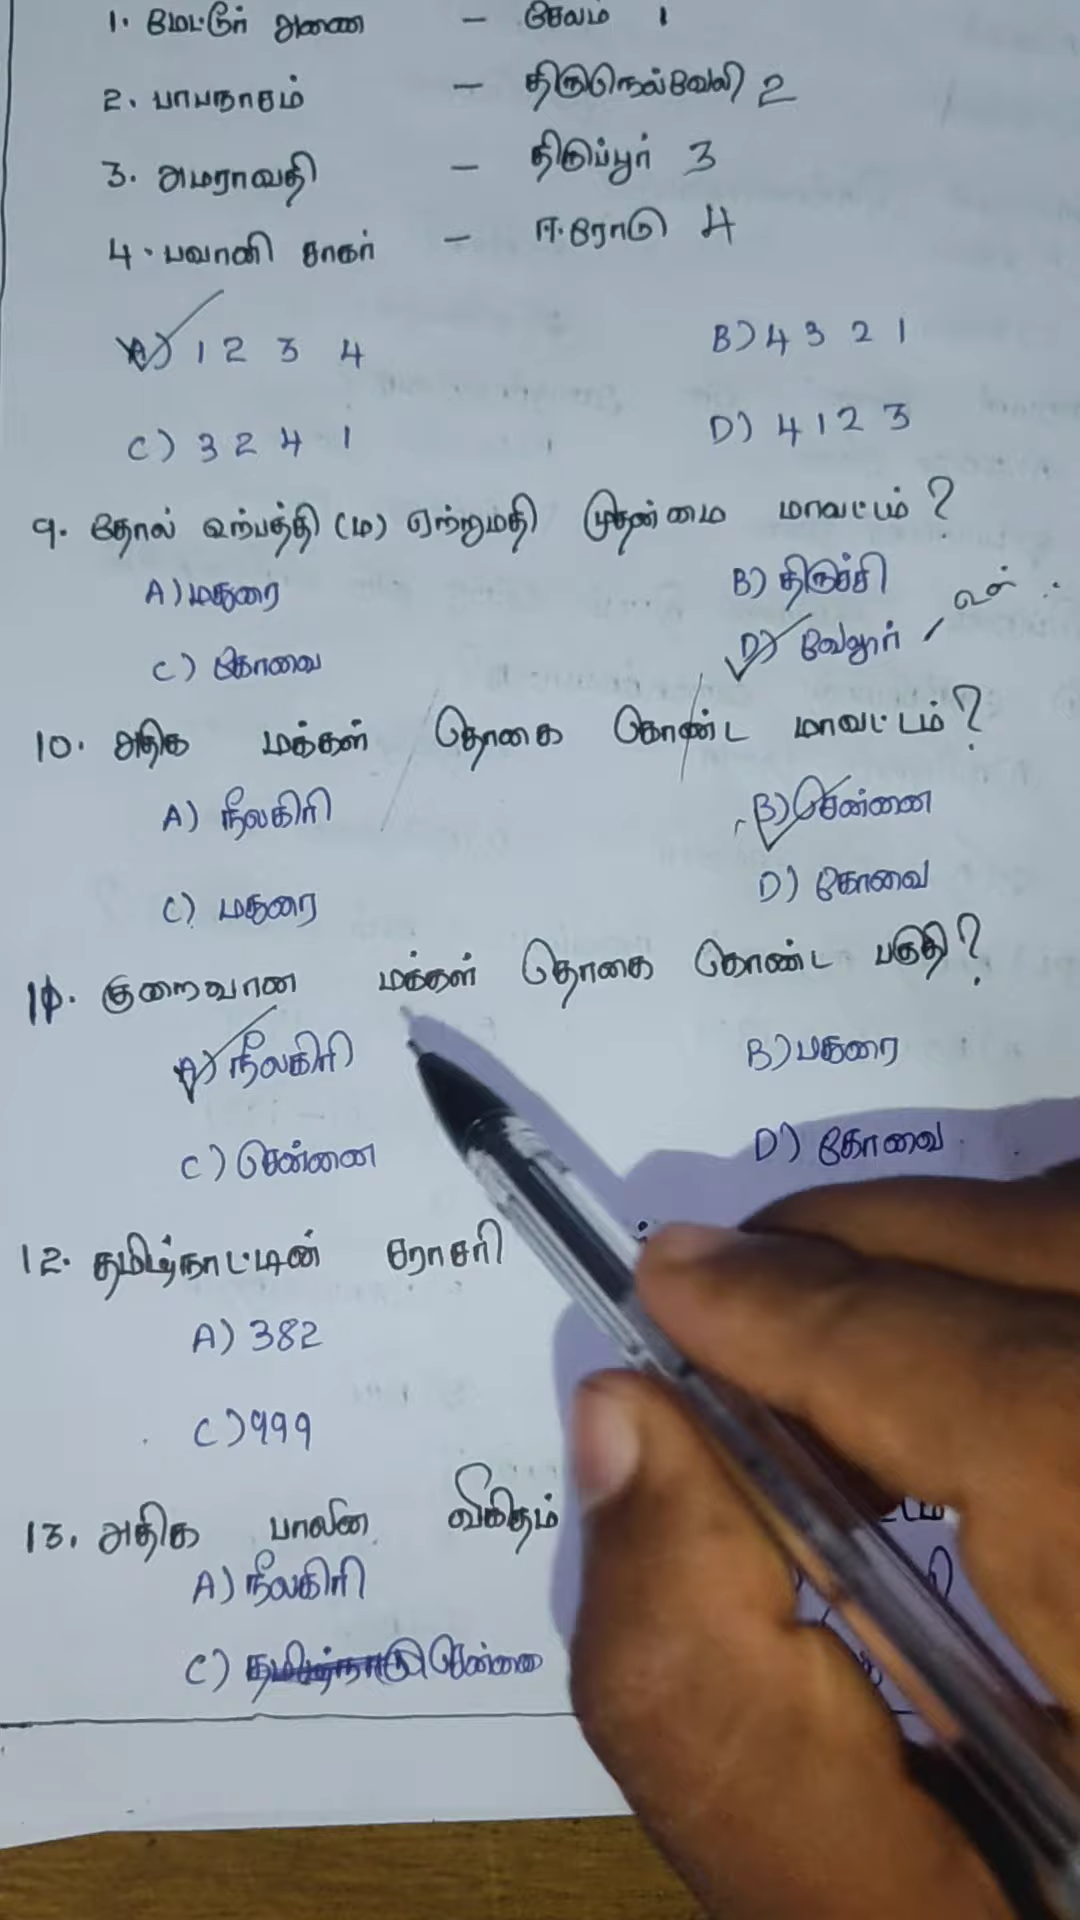 1. மேட்டூர் அணை – சேலம் 1
2. பாபநாசம் – திருநெல்வேலி 2
3. அமராவதி – திருப்பூர் 3
4. பவானி சாகர் – ஈரோடு 4
A) 1 2 3 4 B) 4 3 2 1
C) 3 2 4 1 D) 4 1 2 3
9. தோல் உற்பத்தி (ம) ஏற்றுமதி முதன்மை மாவட்டம்?
A) மதுரை B) திருச்சி
C) கோவை D) வேலூர்
10. அதிக மக்கள் தொகை கொண்ட மாவட்டம்?
A) நீலகிரி B) சென்னை
C) மதுரை D) கோவை
11. குறைவான மக்கள் தொகை கொண்ட பகுதி?
A) நீலகிரி B) மதுரை
C) சென்னை D) கோவை
12. தமிழ்நாட்டின் சராசரி
A) 382
C) 999
13. அதிக பாலின விகிதம்
A) நீலகிரி
C) சென்னை